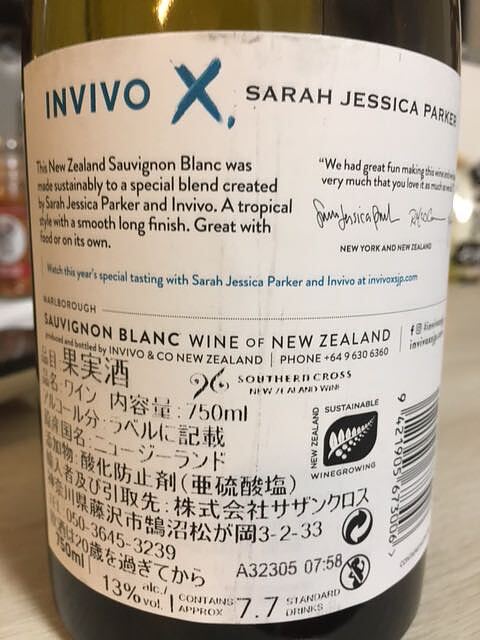 INVIVO X, SARAH JESSICA PARKER
This New Zealand Sauvignon Blanc was
made sustainably to a special blend created
by Sarah Jessica Parker and Invivo. A tropical
style with a smooth long finish. Great with
food or on its own.
"We had great fun making this wine and
very much that you love it as much as
NEW YORK AND NEW ZEALAND
Watch this year's special tasting with Sarah Jessica Parker and Invivo at invivoxsjp.com
MARLBOROUGH
SAUVIGNON BLANC WINE OF NEW ZEALAND
produced and bottled by INVIVO & CO NEW ZEALAND | PHONE +64 9 630 6360
品目:果実酒
SOUTHERN CROSS
NEW ZEALAND WINE
品名:ワイン 内容量:750ml
アルコール分:ラベルに記載
原産国名:ニュージーランド
添加物:酸化防止剤(亜硫酸塩)
輸入者及び引取先:株式会社サザンクロス
神奈川県藤沢市鵠沼松が岡3-2-33
TEL 050-3645-3239
飲酒は20歳を過ぎてから
NEW ZEALAND
SUSTAINABLE
WINEGROWING
9 421905 673006 >
A32305 07:58
750ml
13% alc./vol.
CONTAINS APPROX 7.7 STANDARD DRINKS